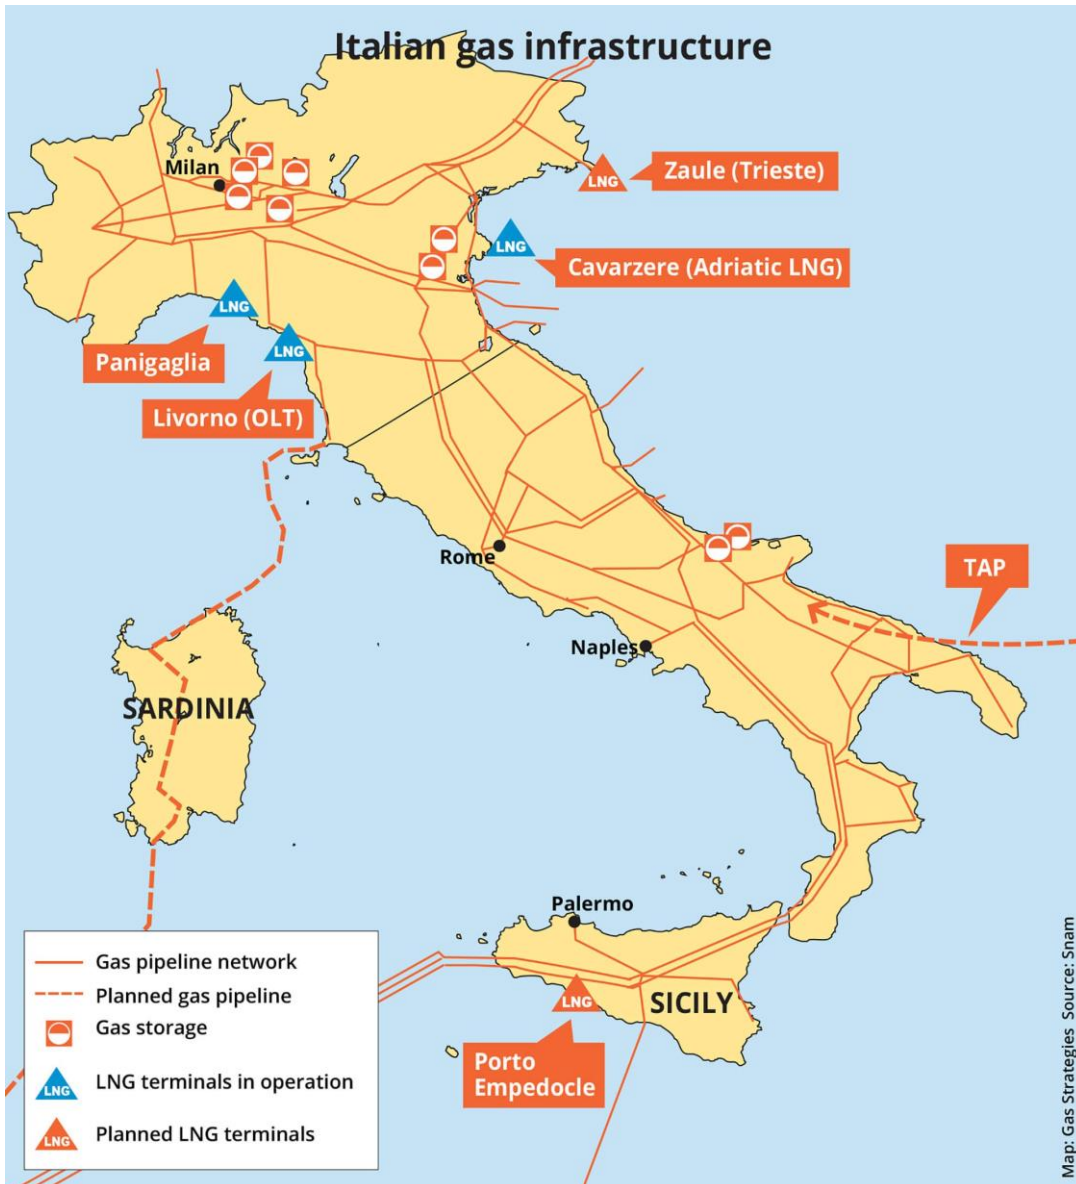 Italian gas infrastructure
Milan
LNG
Zaule (Trieste)
LNG
Cavarzere (Adriatic LNG)
LNG
Panigaglia
LNG
Livorno (OLT)
Rome
TAP
Naples
SARDINIA
Palermo
SICILY
LNG
Porto
Empedocle
Gas pipeline network
Planned gas pipeline
Gas storage
LNG
LNG terminals in operation
LNG
Planned LNG terminals
Map: Gas Strategies Source: Snam